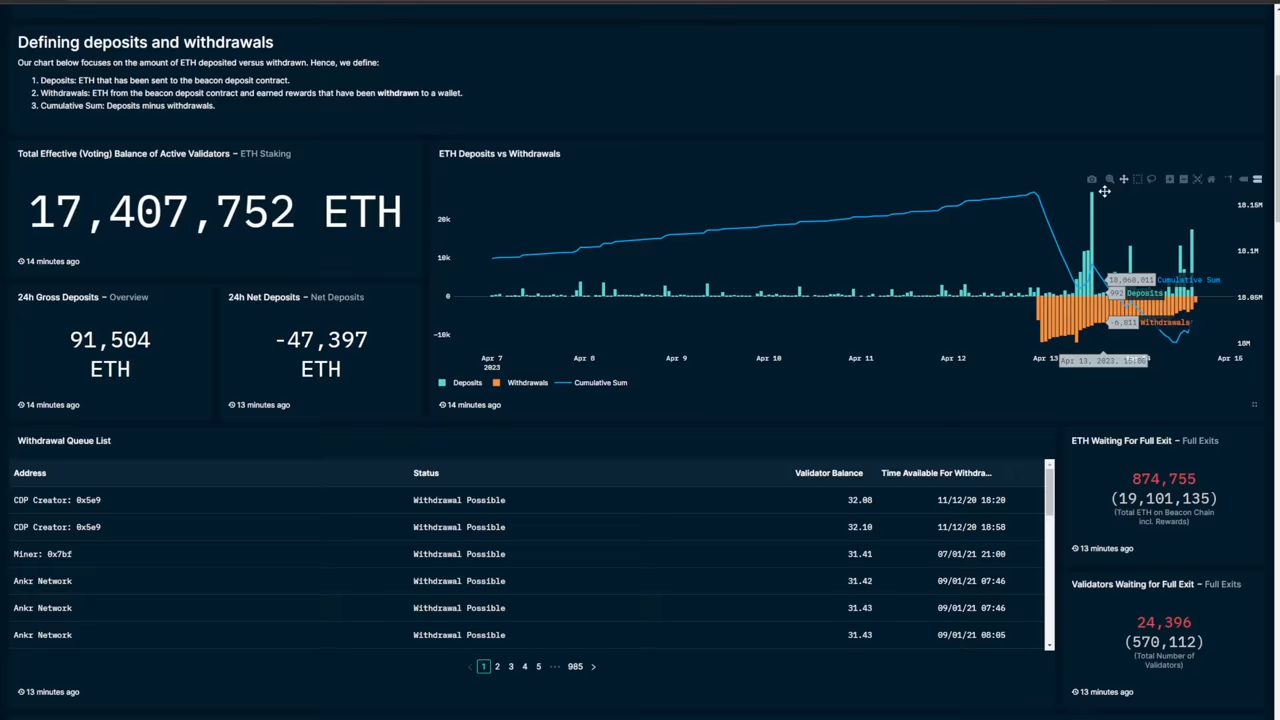 Defining deposits and withdrawals
Our chart below focuses on the amount of ETH deposited versus withdrawn. Hence, we define:
1. Deposits: ETH that has been sent to the beacon deposit contract.
2. Withdrawals: ETH from the beacon deposit contract and earned rewards that have been withdrawn to a wallet.
3. Cumulative Sum: Deposits minus withdrawals.
Total Effective (Voting) Balance of Active Validators – ETH Staking
17,407,752 ETH
14 minutes ago
24h Gross Deposits – Overview
91,504
ETH
14 minutes ago
24h Net Deposits – Net Deposits
-47,397
ETH
13 minutes ago
ETH Deposits vs Withdrawals
20k
10k
0
-10k
18.15M
18.1M
18.05M
18M
18,068,011 Cumulative Sum
992 Deposits
-6,811 Withdrawals
Apr 7
2023
Apr 8
Apr 9
Apr 10
Apr 11
Apr 12
Apr 13
Apr 15
Apr 13, 2023, 15:00
Deposits
Withdrawals
Cumulative Sum
14 minutes ago
Withdrawal Queue List
Address Status Validator Balance Time Available For Withdra...
CDP Creator: 0x5e9 Withdrawal Possible 32.08 11/12/20 18:20
CDP Creator: 0x5e9 Withdrawal Possible 32.10 11/12/20 18:58
Miner: 0x7bf Withdrawal Possible 31.41 07/01/21 21:00
Ankr Network Withdrawal Possible 31.42 09/01/21 07:46
Ankr Network Withdrawal Possible 31.43 09/01/21 07:46
Ankr Network Withdrawal Possible 31.43 09/01/21 08:05
1 2 3 4 5 ··· 985
13 minutes ago
ETH Waiting For Full Exit – Full Exits
874,755
(19,101,135)
(Total ETH on Beacon Chain
incl. Rewards)
13 minutes ago
Validators Waiting for Full Exit – Full Exits
24,396
(570,112)
(Total Number of
Validators)
13 minutes ago